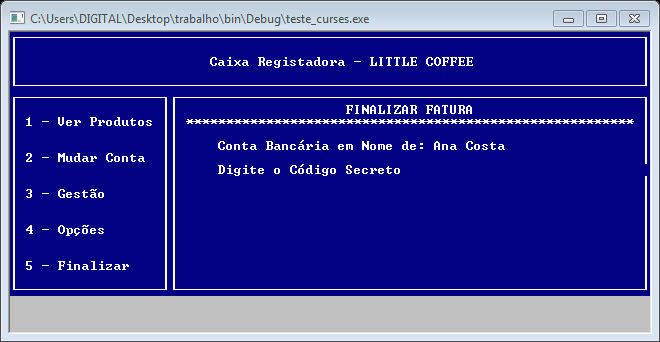 C:\Users\DIGITAL\Desktop\trabalho\bin\Debug\teste_curses.exe
Caixa Registadora - LITTLE COFFEE
1 - Ver Produtos
2 - Mudar Conta
3 - Gestão
4 - Opções
5 - Finalizar
FINALIZAR FATURA
********************************************************
Conta Bancária em Nome de: Ana Costa
Digite o Código Secreto